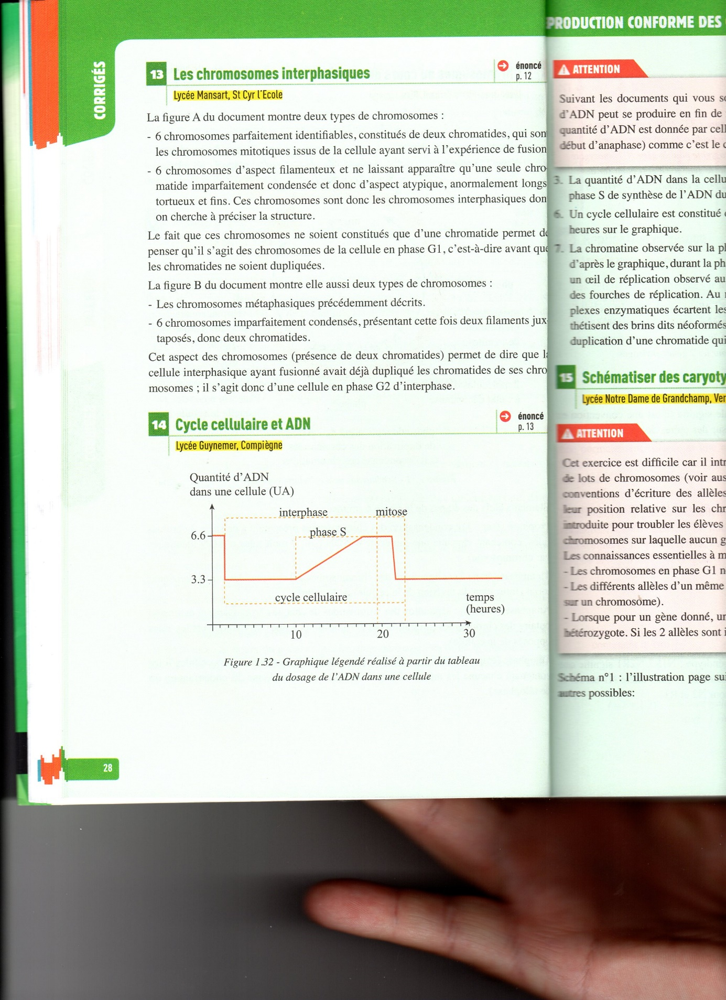 CORRIGÉS
13 Les chromosomes interphasiques
énoncé
p. 12
Lycée Mansart, St Cyr l'Ecole
La figure A du document montre deux types de chromosomes :
- 6 chromosomes parfaitement identifiables, constitués de deux chromatides, qui son
les chromosomes mitotiques issus de la cellule ayant servi à l'expérience de fusion
- 6 chromosomes d'aspect filamenteux et ne laissant apparaître qu'une seule chro-
matide imparfaitement condensée et donc d'aspect atypique, anormalement longs
tortueux et fins. Ces chromosomes sont donc les chromosomes interphasiques don
on cherche à préciser la structure.
Le fait que ces chromosomes ne soient constitués que d'une chromatide permet de
penser qu'il s'agit des chromosomes de la cellule en phase G1, c'est-à-dire avant que
les chromatides ne soient dupliquées.
La figure B du document montre elle aussi deux types de chromosomes :
- Les chromosomes métaphasiques précédemment décrits.
- 6 chromosomes imparfaitement condensés, présentant cette fois deux filaments jux-
taposés, donc deux chromatides.
Cet aspect des chromosomes (présence de deux chromatides) permet de dire que la
cellule interphasique ayant fusionné avait déjà dupliqué les chromatides de ses chro
mosomes ; il s'agit donc d'une cellule en phase G2 d'interphase.
14 Cycle cellulaire et ADN
énoncé
p. 13
Lycée Guynemer, Compiègne
Quantité d'ADN
dans une cellule (UA)
interphase mitose
phase S
6.6
3.3
cycle cellulaire
temps
(heures)
10 20 30
Figure 1.32 - Graphique légendé réalisé à partir du tableau
du dosage de l'ADN dans une cellule
28
PRODUCTION CONFORME DES
ATTENTION
Suivant les documents qui vous so
d'ADN peut se produire en fin de
quantité d'ADN est donnée par cell
début d'anaphase) comme c'est le c
3. La quantité d'ADN dans la cellu
phase S de synthèse de l'ADN du
6. Un cycle cellulaire est constitué
heures sur le graphique.
7. La chromatine observée sur la pl
d'après le graphique, durant la ph
un œil de réplication observé au
des fourches de réplication. Au
plexes enzymatiques écartent les
thétisent des brins dits néoformés
duplication d'une chromatide qui
15 Schématiser des caryoty
Lycée Notre Dame de Grandchamp, Ver
ATTENTION
Cet exercice est difficile car il intr
de lots de chromosomes (voir aus
conventions d'écriture des allèles
leur position relative sur les chr
introduite pour troubler les élèves
chromosomes sur laquelle aucun g
Les connaissances essentielles à m
- Les chromosomes en phase G1 n
- Les différents allèles d'un même
sur un chromosome).
- Lorsque pour un gène donné, un
hétérozygote. Si les 2 allèles sont i
Schéma n°1 : l'illustration page sui
autres possibles: